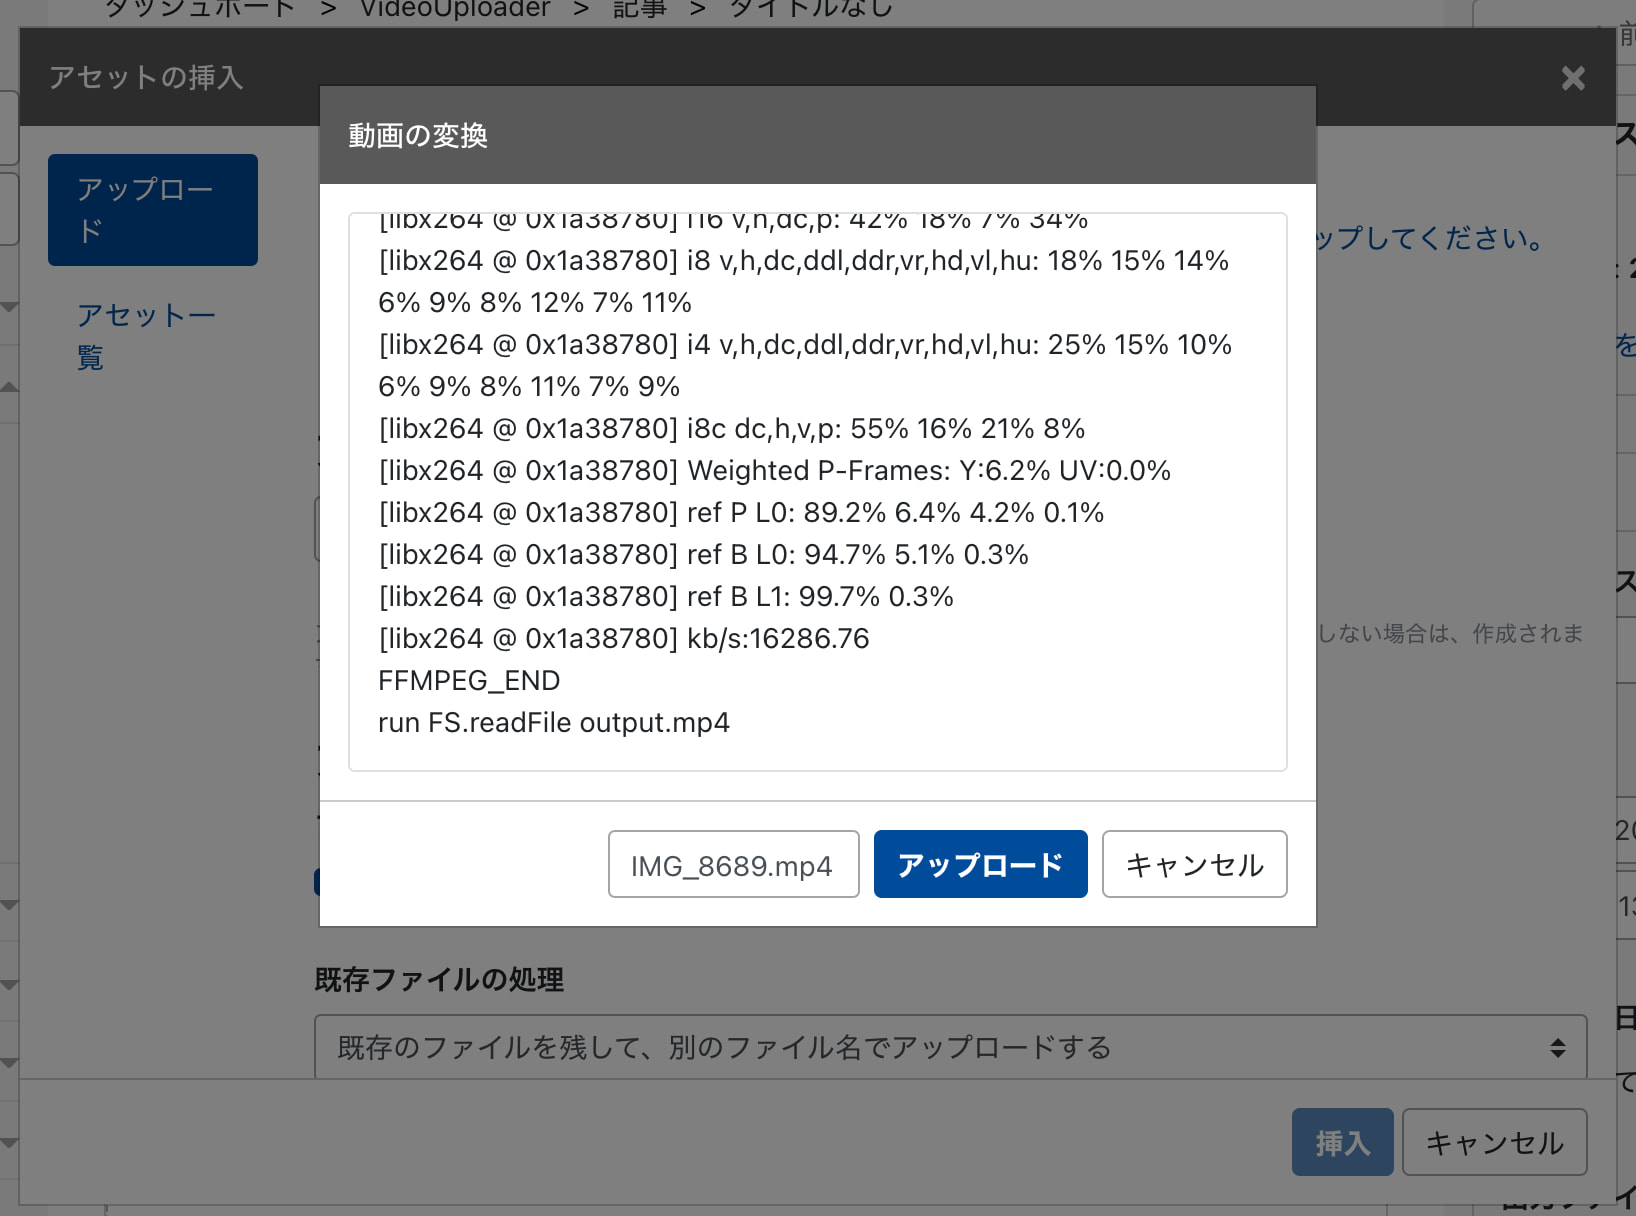 ダッシュボード > VideoUploader > 記事 > タイトルなし
アセットの挿入
×
動画の変換
アップロー
ド
アセット一
覧
[libx264 @ 0x1a38780] i16 v,h,dc,p: 42% 18% 7% 34%
[libx264 @ 0x1a38780] i8 v,h,dc,ddl,ddr,vr,hd,vl,hu: 18% 15% 14%
6% 9% 8% 12% 7% 11%
[libx264 @ 0x1a38780] i4 v,h,dc,ddl,ddr,vr,hd,vl,hu: 25% 15% 10%
6% 9% 8% 11% 7% 9%
[libx264 @ 0x1a38780] i8c dc,h,v,p: 55% 16% 21% 8%
[libx264 @ 0x1a38780] Weighted P-Frames: Y:6.2% UV:0.0%
[libx264 @ 0x1a38780] ref P L0: 89.2% 6.4% 4.2% 0.1%
[libx264 @ 0x1a38780] ref B L0: 94.7% 5.1% 0.3%
[libx264 @ 0x1a38780] ref B L1: 99.7% 0.3%
[libx264 @ 0x1a38780] kb/s:16286.76
FFMPEG_END
run FS.readFile output.mp4
ップしてください。
しない場合は、作成されま
IMG_8689.mp4
アップロード
キャンセル
既存ファイルの処理
既存のファイルを残して、別のファイル名でアップロードする
挿入
キャンセル